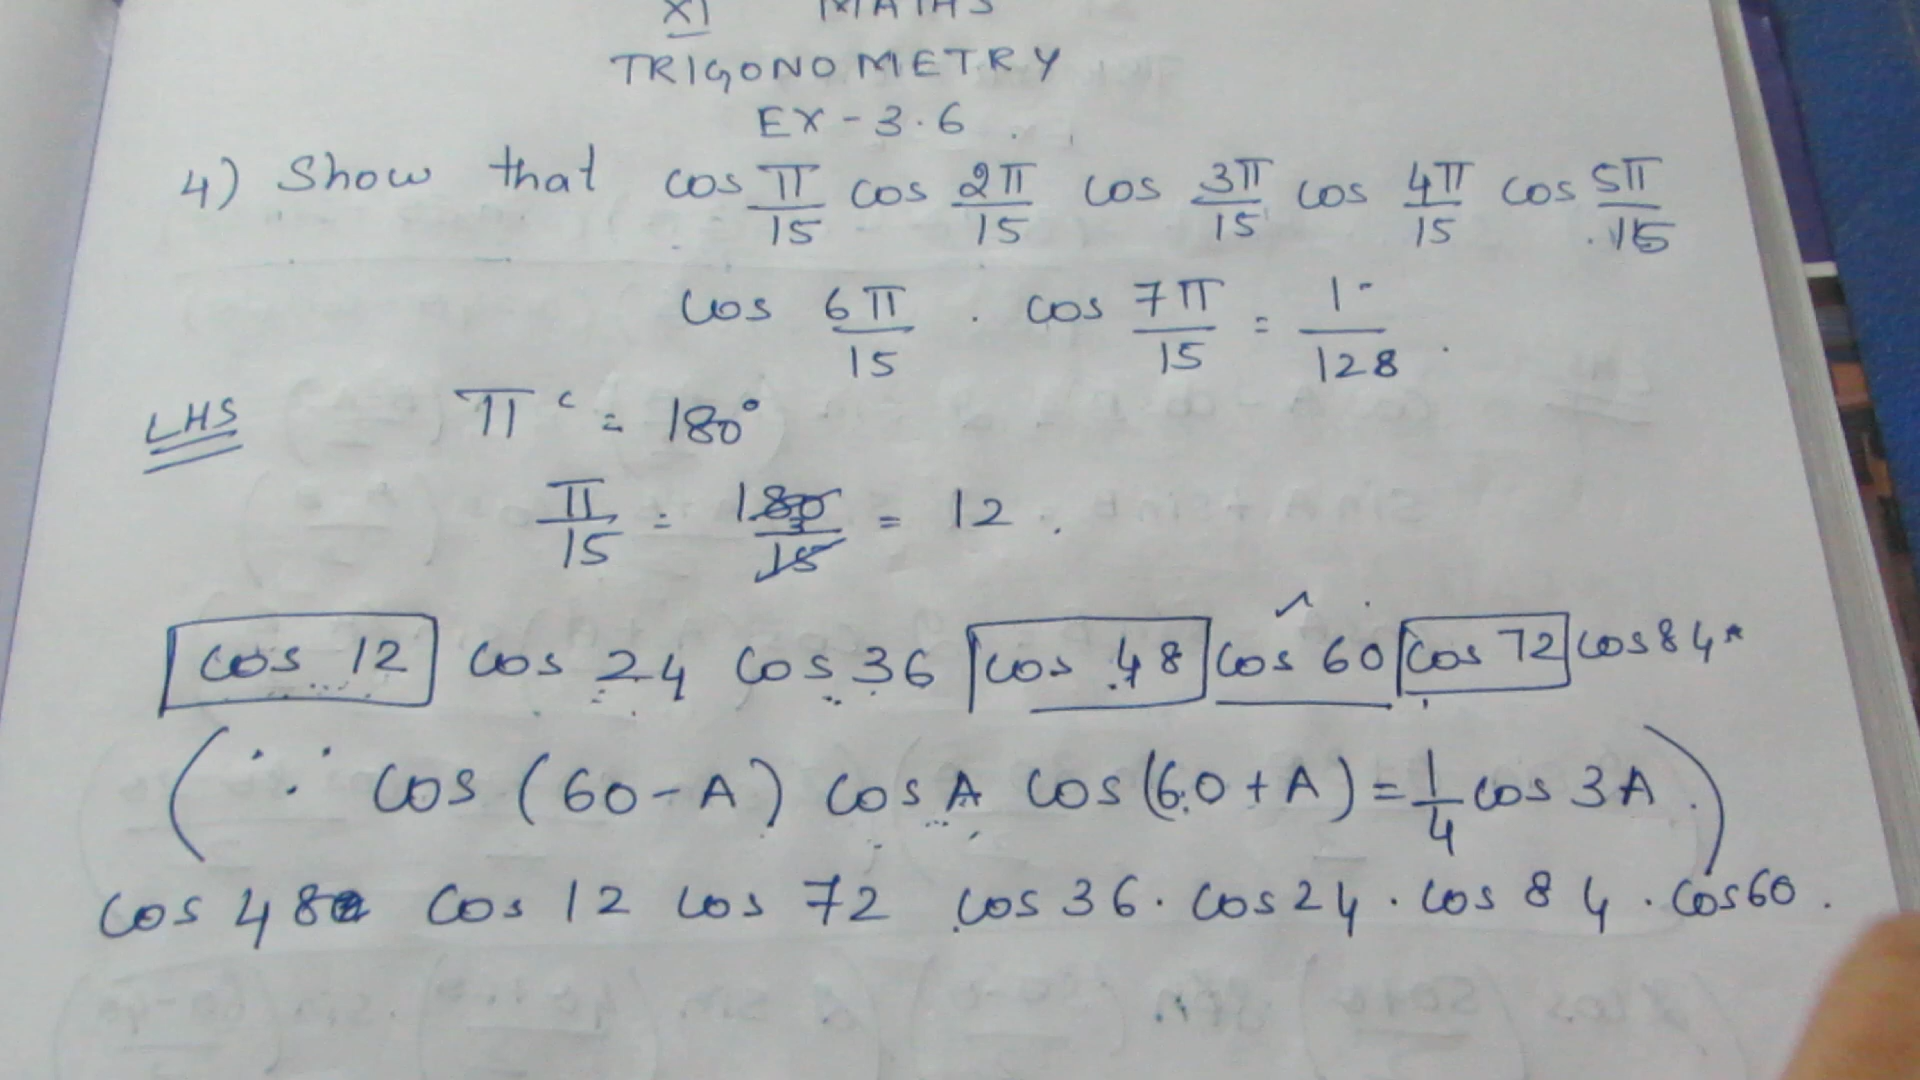 XI MATHS
TRIGONOMETRY
EX - 3.6
4) Show that cos π/15 cos 2π/15 cos 3π/15 cos 4π/15 cos 5π/15
cos 6π/15 . cos 7π/15 = 1/128 .
LHS π^c = 180°
π/15 = 180/15 = 12 .
cos 12 cos 24 cos 36 cos 48 cos 60 cos 72 cos 84
(∵ cos (60-A) cos A cos (60+A) = 1/4 cos 3A .)
cos 48 cos 12 cos 72 cos 36 . cos 24 . cos 84 . cos 60 .